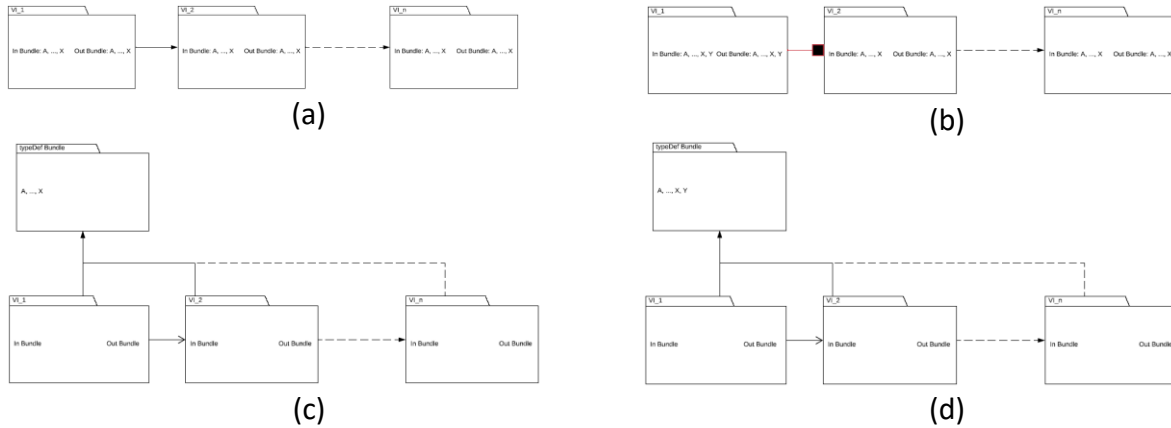 VI_1 VI_2 VI_n
In Bundle: A, ..., X Out Bundle: A, ..., X In Bundle: A, ..., X Out Bundle: A, ..., X In Bundle: A, ..., X Out Bundle: A, ..., X
(a)
VI_1 VI_2 VI_n
In Bundle: A, ..., X, Y Out Bundle: A, ..., X, Y In Bundle: A, ..., X Out Bundle: A, ..., X In Bundle: A, ..., X Out Bundle: A, ..., X
(b)
typeDef Bundle
A, ..., X
VI_1 VI_2 VI_n
In Bundle Out Bundle In Bundle Out Bundle In Bundle Out Bundle
(c)
typeDef Bundle
A, ..., X, Y
VI_1 VI_2 VI_n
In Bundle Out Bundle In Bundle Out Bundle In Bundle Out Bundle
(d)